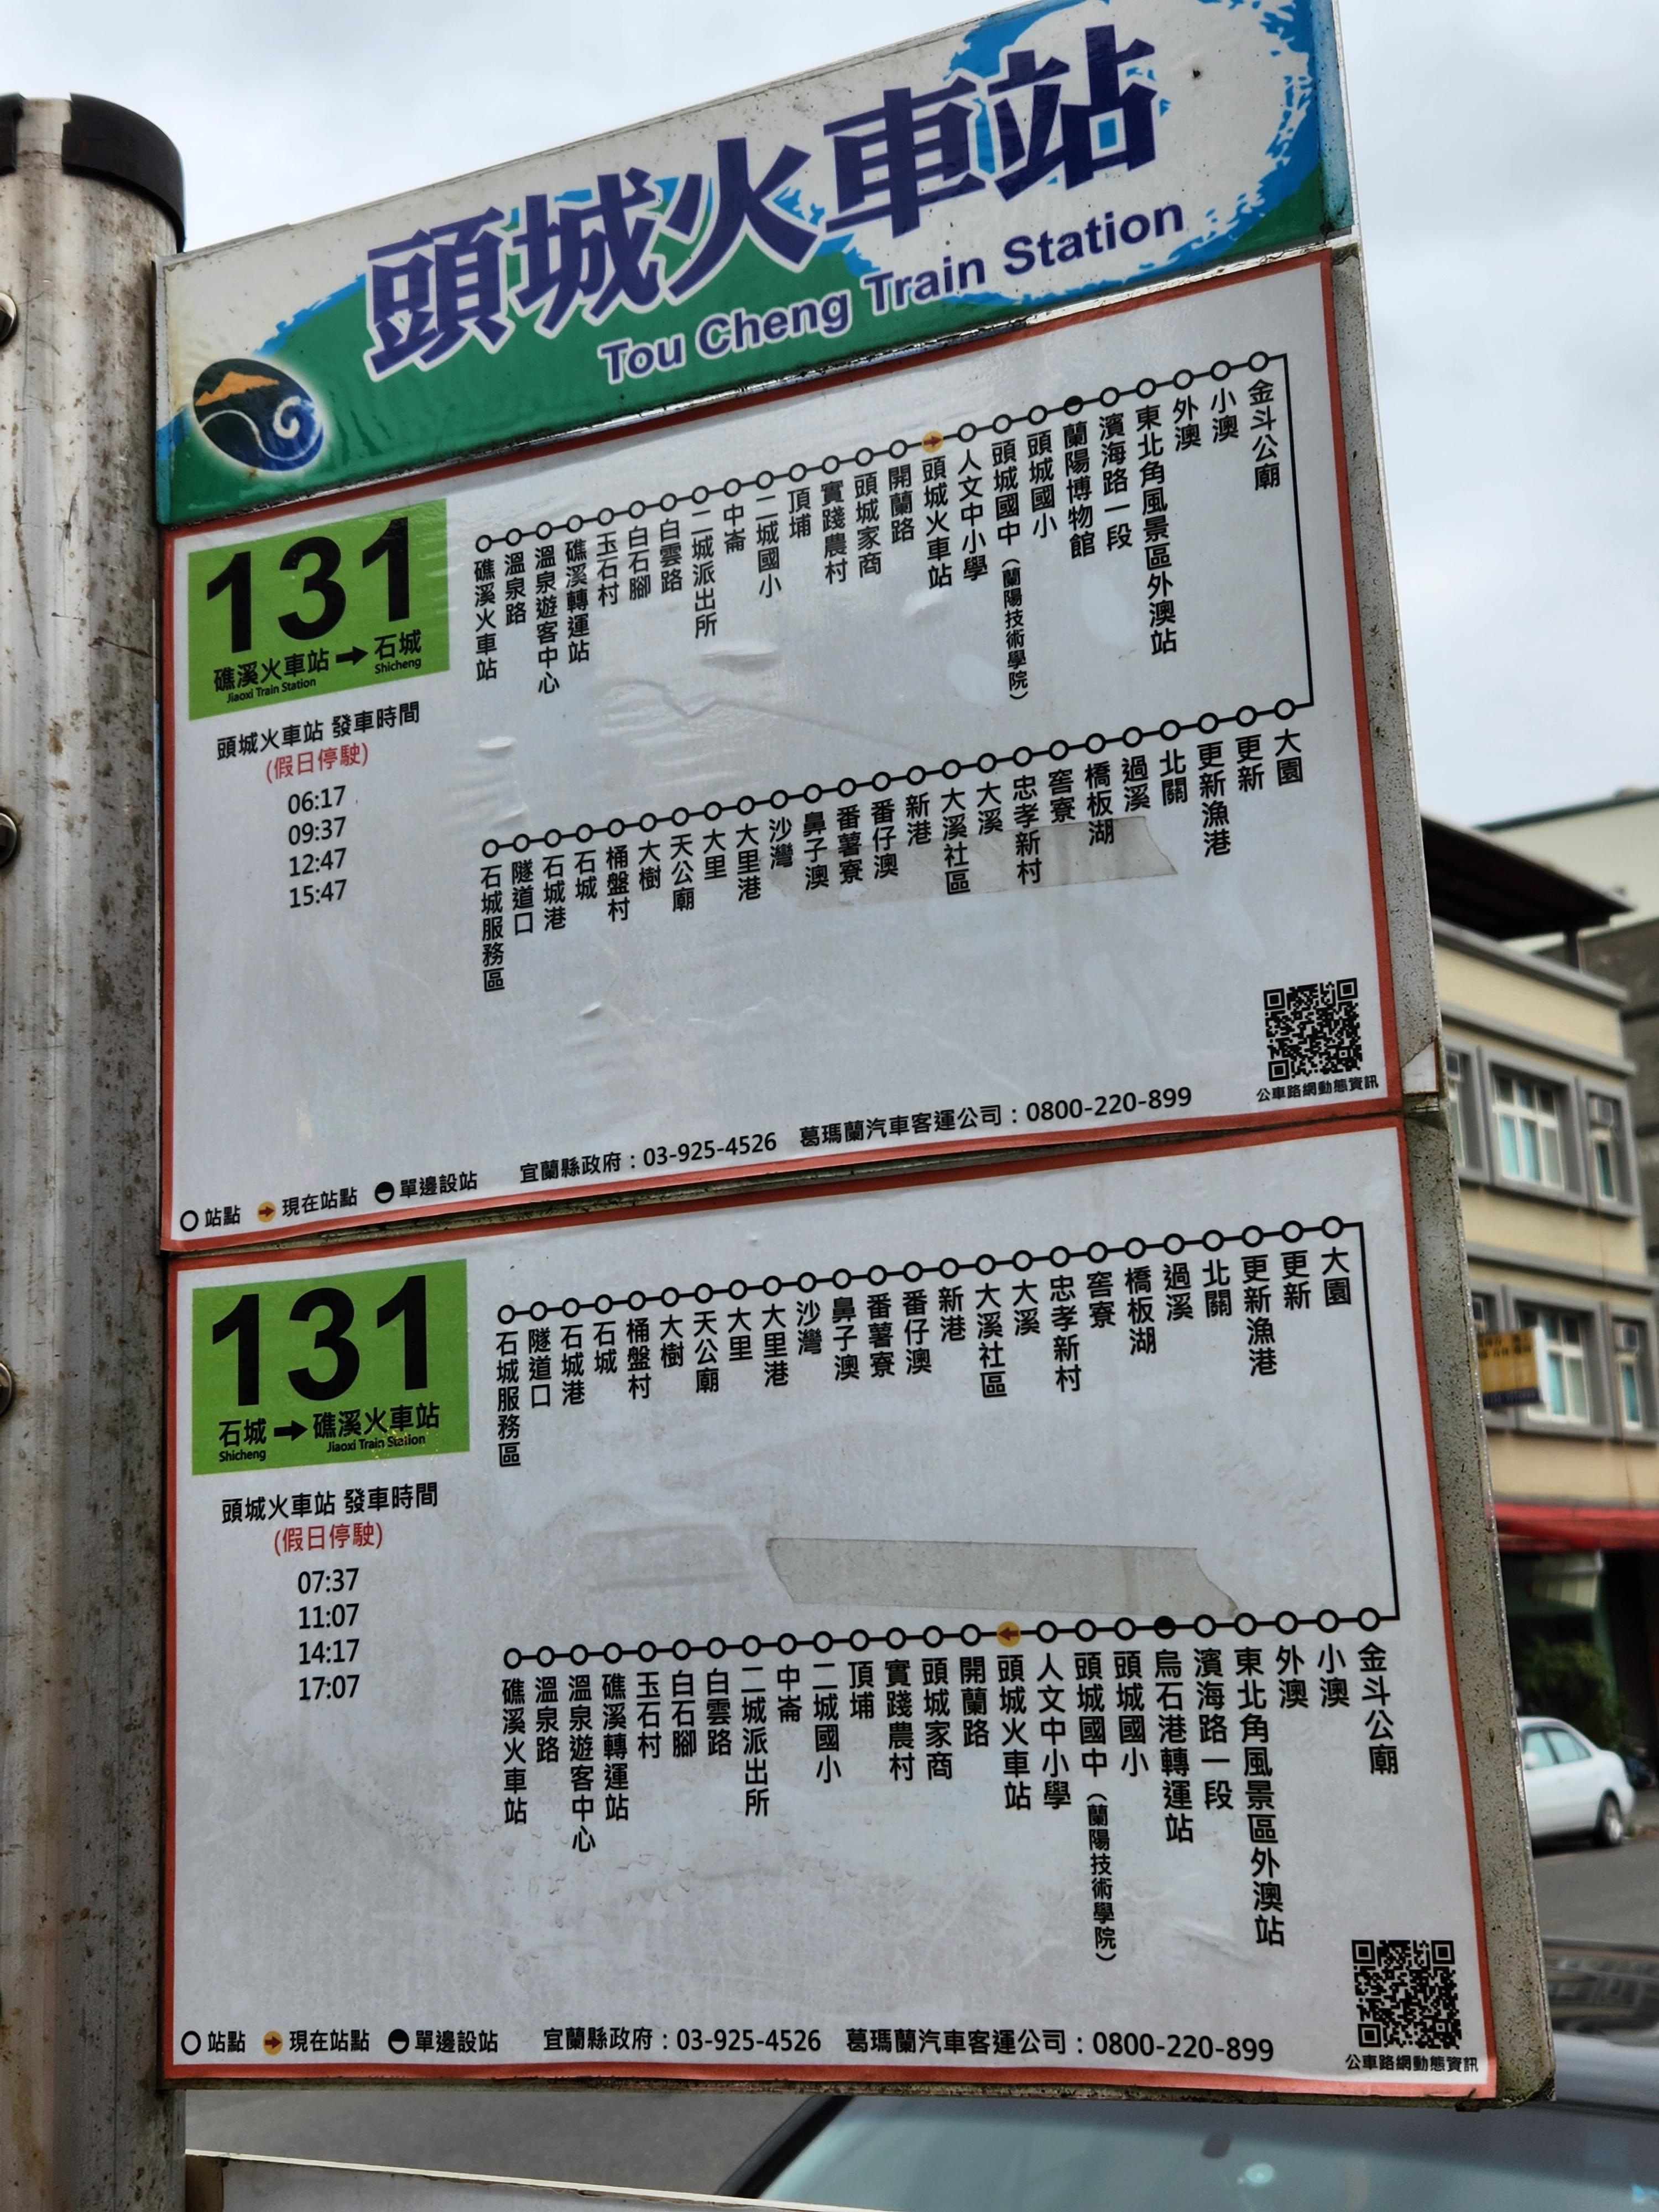 頭城火車站
Tou Cheng Train Station
131
礁溪火車站 → 石城
Jiaoxi Train Station Shicheng
頭城火車站 發車時間
(假日停駛)
06:17
09:37
12:47
15:47
礁溪火車站
溫泉路
溫泉遊客中心
礁溪轉運站
玉石村
白石腳
白雲路
二城派出所
中崙
二城國小
頂埔
實踐農村
頭城家商
開蘭路
頭城火車站
人文中小學
頭城國中（蘭陽技術學院）
頭城國小
蘭陽博物館
濱海路一段
東北角風景區外澳站
外澳
小澳
金斗公廟
石城服務區
隧道口
石城港
石城
桶盤村
大樹
天公廟
大里
大里港
沙灣
鼻子澳
番薯寮
番仔澳
新港
大溪社區
大溪
忠孝新村
窖寮
橋板湖
過溪
北關
更新漁港
更新
大園
公車路網動態資訊
站點 現在站點 單邊設站 宜蘭縣政府：03-925-4526 葛瑪蘭汽車客運公司：0800-220-899
131
石城 → 礁溪火車站
Shicheng Jiaoxi Train Station
頭城火車站 發車時間
(假日停駛)
07:37
11:07
14:17
17:07
石城服務區
隧道口
石城港
石城
桶盤村
大樹
天公廟
大里
大里港
沙灣
鼻子澳
番薯寮
番仔澳
新港
大溪社區
大溪
忠孝新村
窖寮
橋板湖
過溪
北關
更新漁港
更新
大園
礁溪火車站
溫泉路
溫泉遊客中心
礁溪轉運站
玉石村
白石腳
白雲路
二城派出所
中崙
二城國小
頂埔
實踐農村
頭城家商
開蘭路
頭城火車站
人文中小學
頭城國中（蘭陽技術學院）
頭城國小
烏石港轉運站
濱海路一段
東北角風景區外澳站
外澳
小澳
金斗公廟
公車路網動態資訊
站點 現在站點 單邊設站 宜蘭縣政府：03-925-4526 葛瑪蘭汽車客運公司：0800-220-899